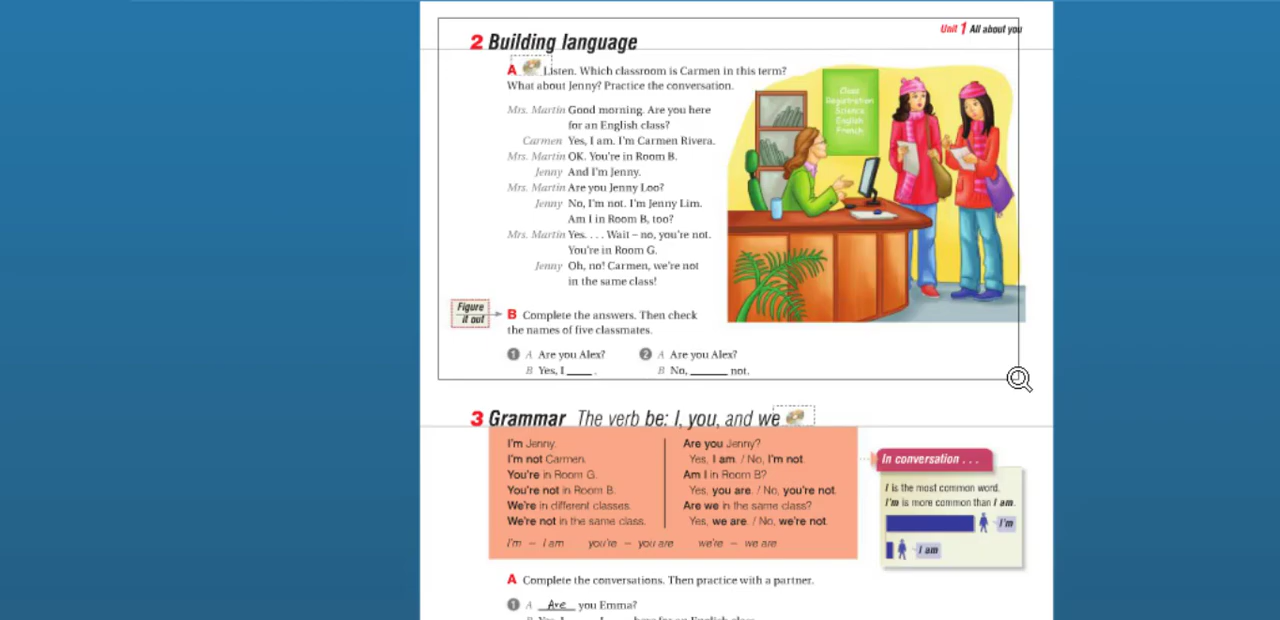 Unit 1 All about you
2 Building language
A Listen. Which classroom is Carmen in this term?
What about Jenny? Practice the conversation.
Mrs. Martin Good morning. Are you here
for an English class?
Carmen Yes, I am. I'm Carmen Rivera.
Mrs. Martin OK. You're in Room B.
Jenny And I'm Jenny.
Mrs. Martin Are you Jenny Loo?
Jenny No, I'm not. I'm Jenny Lim.
Am I in Room B, too?
Mrs. Martin Yes. . . . Wait – no, you're not.
You're in Room G.
Jenny Oh, no! Carmen, we're not
in the same class!
Class
Registration
Science
English
French
Figure
it out
B Complete the answers. Then check
the names of five classmates.
1 A Are you Alex?
B Yes, I ____ .
2 A Are you Alex?
B No, ______ not.
3 Grammar The verb be: I, you, and we
I'm Jenny.
I'm not Carmen.
You're in Room G.
You're not in Room B.
We're in different classes.
We're not in the same class.
Are you Jenny?
Yes, I am. / No, I'm not.
Am I in Room B?
Yes, you are. / No, you're not.
Are we in the same class?
Yes, we are. / No, we're not.
I'm – I am you're – you are we're – we are
In conversation . . .
I is the most common word.
I'm is more common than I am.
I'm
I am
A Complete the conversations. Then practice with a partner.
1 A Are you Emma?